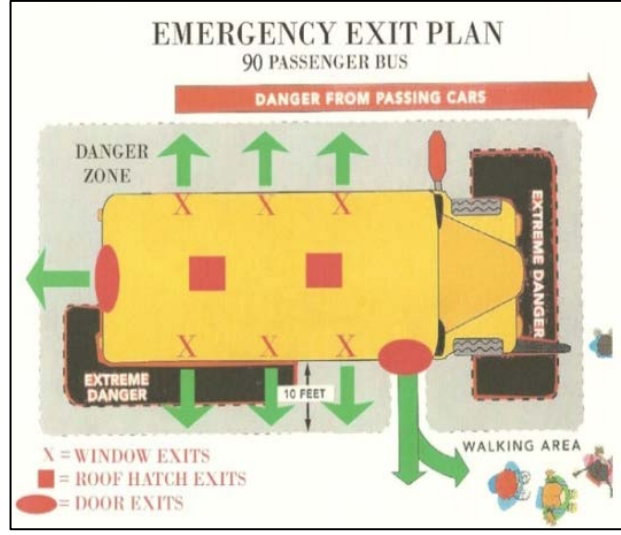 EMERGENCY EXIT PLAN
90 PASSENGER BUS
DANGER FROM PASSING CARS
DANGER
ZONE
X
X
X
EXTREME DANGER
X
X
X
EXTREME
DANGER
10 FEET
WALKING AREA
X = WINDOW EXITS
= ROOF HATCH EXITS
= DOOR EXITS